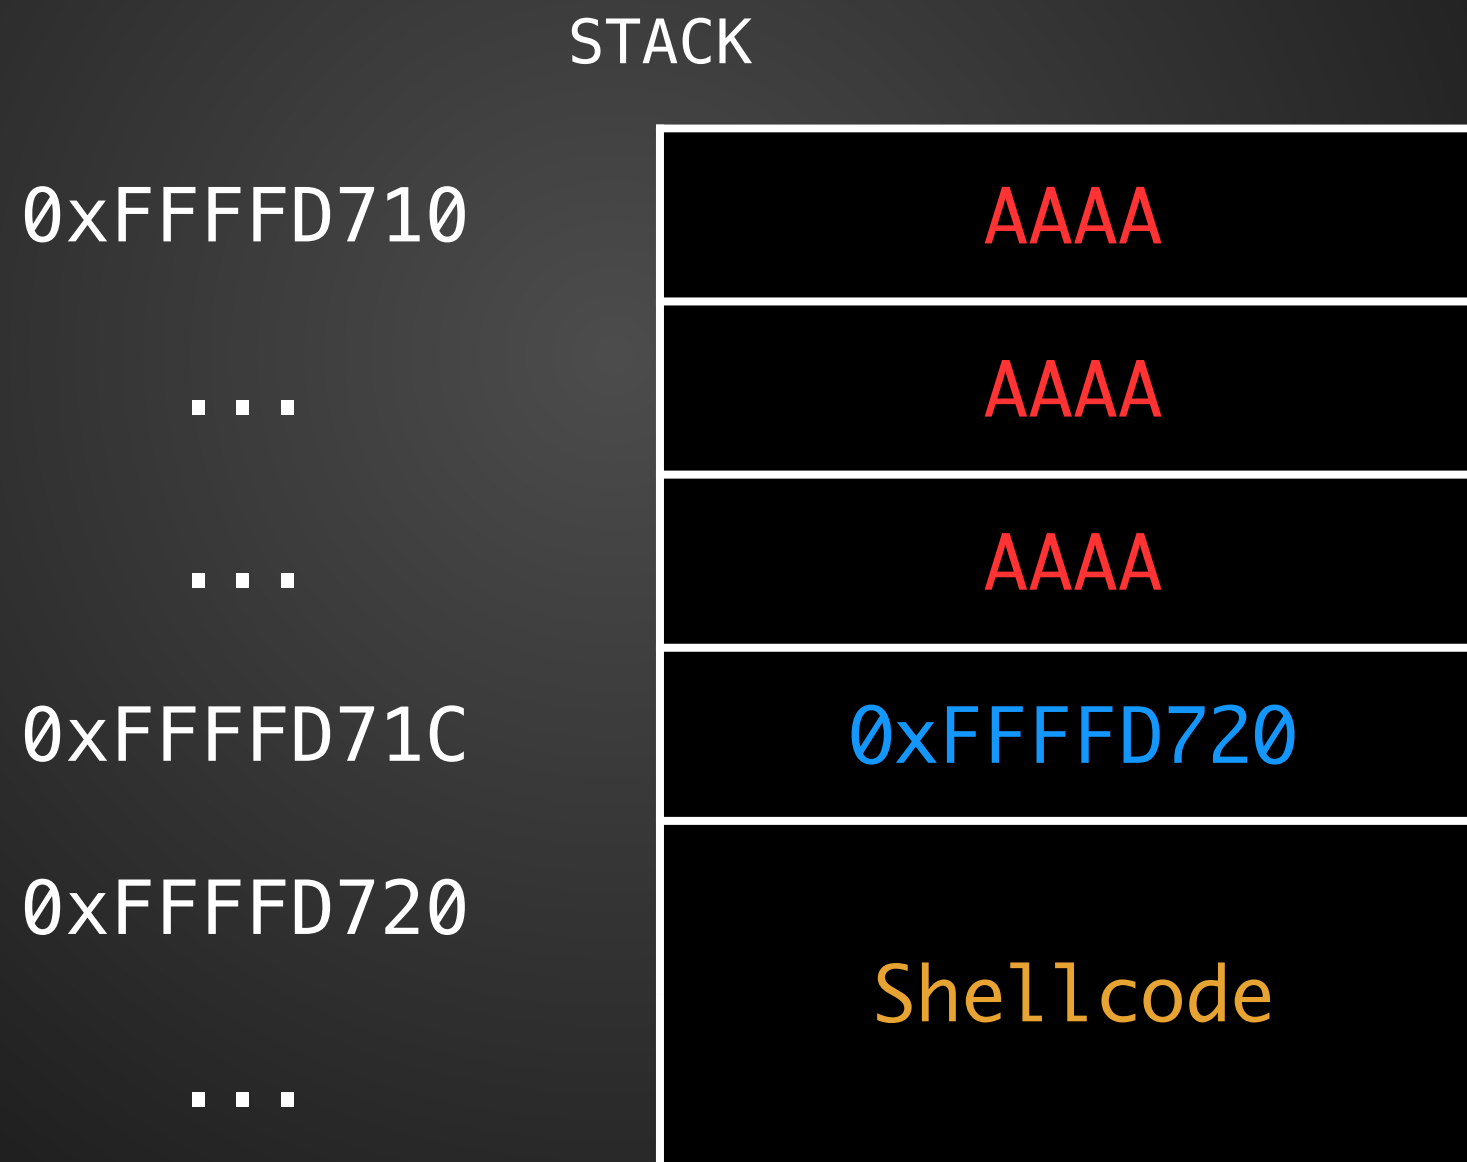 STACK
0xFFFFD710 AAAA
... AAAA
... AAAA
0xFFFFD71C 0xFFFFD720
0xFFFFD720
Shellcode
...